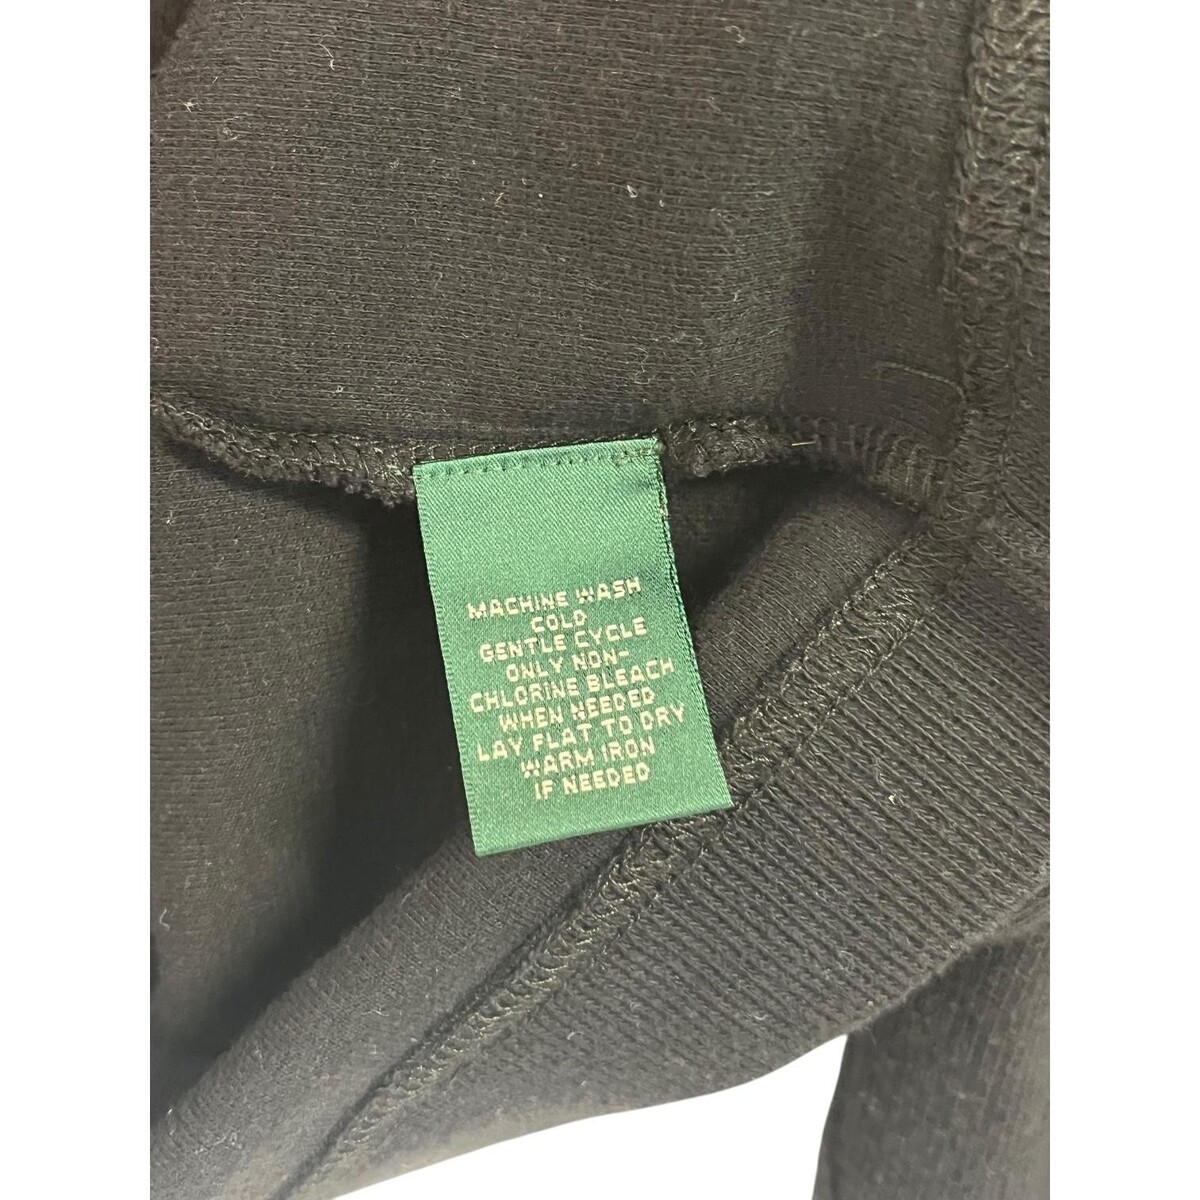 MACHINE WASH
COLD
GENTLE CYCLE
ONLY NON-
CHLORINE BLEACH
WHEN NEEDED
LAY FLAT TO DRY
WARM IRON
IF NEEDED